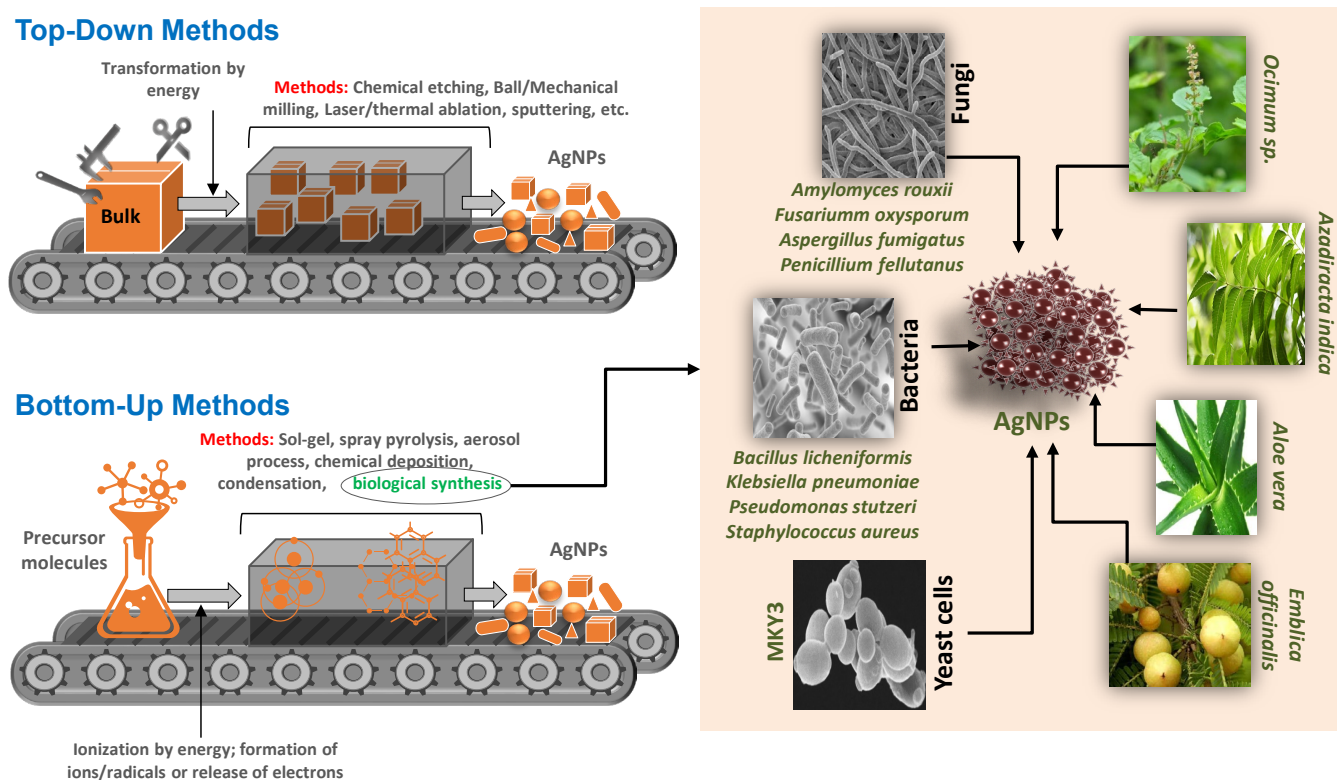 Top-Down Methods
Transformation by
energy
Methods: Chemical etching, Ball/Mechanical
milling, Laser/thermal ablation, sputtering, etc.
AgNPs
Bulk
Bottom-Up Methods
Methods: Sol-gel, spray pyrolysis, aerosol
process, chemical deposition,
condensation, biological synthesis
Precursor
molecules
AgNPs
Ionization by energy; formation of
ions/radicals or release of electrons
Fungi
Amylomyces rouxii
Fusariumm oxysporum
Aspergillus fumigatus
Penicillium fellutanus
Bacteria
Bacillus licheniformis
Klebsiella pneumoniae
Pseudomonas stutzeri
Staphylococcus aureus
MKY3
Yeast cells
AgNPs
Ocimum sp.
Azadiracta indica
Aloe vera
Emblica
officinalis